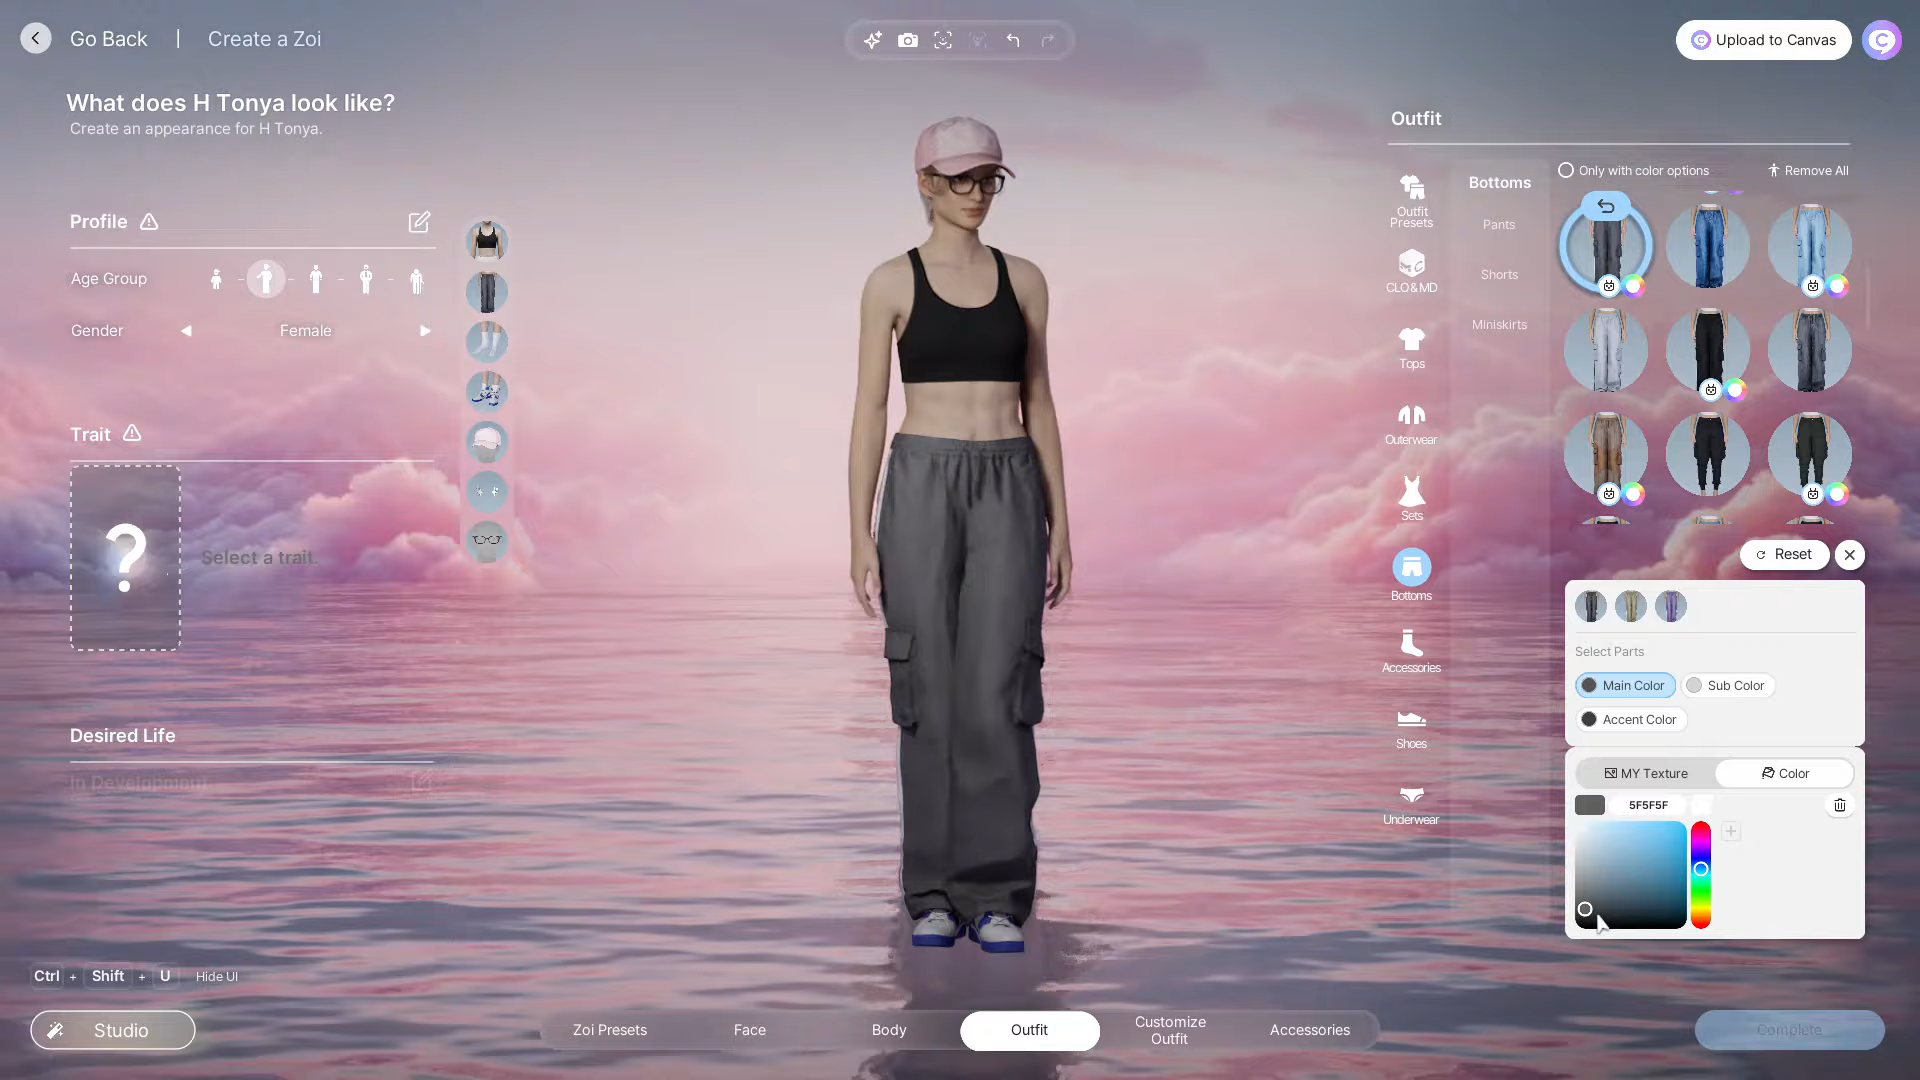 Go Back | Create a Zoi
Upload to Canvas
What does H Tonya look like?
Create an appearance for H Tonya.
Profile
Age Group
Gender
Female
Trait
?
Select a trait.
Desired Life
In Development
Ctrl + Shift + U Hide UI
Studio
Zoi Presets
Face
Body
Outfit
Customize
Outfit
Accessories
Complete
Outfit
Outfit
Presets
CLO & MD
Tops
Outerwear
Sets
Bottoms
Accessories
Shoes
Underwear
Bottoms
Pants
Shorts
Miniskirts
Only with color options
Remove All
Reset
Select Parts
Main Color
Sub Color
Accent Color
MY Texture
Color
5F5F5F